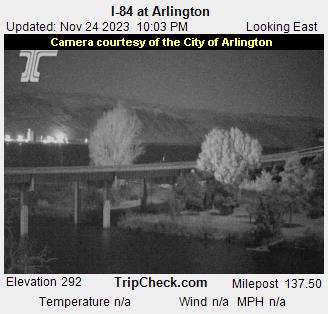 I-84 at Arlington
Updated: Nov 24 2023 10:03 PM Looking East
Camera courtesy of the City of Arlington
Elevation 292 TripCheck.com Milepost 137.50
Temperature n/a Wind n/a MPH n/a